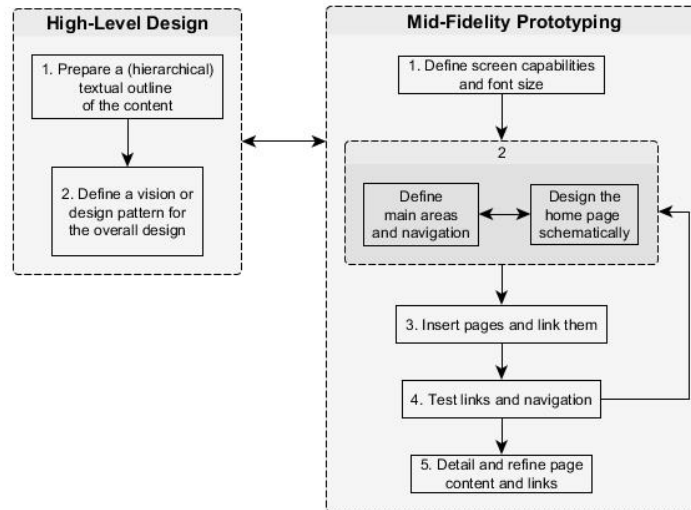 High-Level Design
1. Prepare a (hierarchical)
textual outline
of the content
2. Define a vision or
design pattern for
the overall design
Mid-Fidelity Prototyping
1. Define screen capabilities
and font size
2
Define
main areas
and navigation
Design the
home page
schematically
3. Insert pages and link them
4. Test links and navigation
5. Detail and refine page
content and links